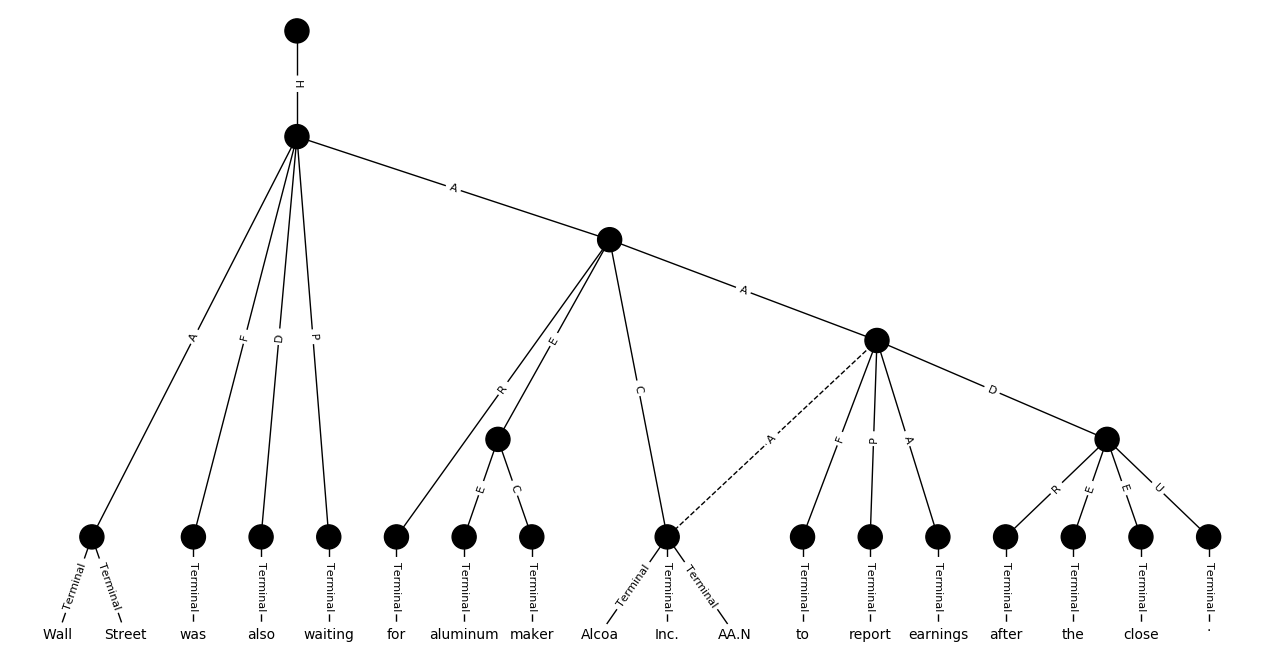 H
A
A
A F D P
R E C
A F P A D
E C
R E E U
Terminal Terminal Terminal Terminal Terminal Terminal Terminal Terminal Terminal Terminal Terminal Terminal Terminal Terminal Terminal Terminal Terminal Terminal
Wall Street was also waiting for aluminum maker Alcoa Inc. AA.N to report earnings after the close .